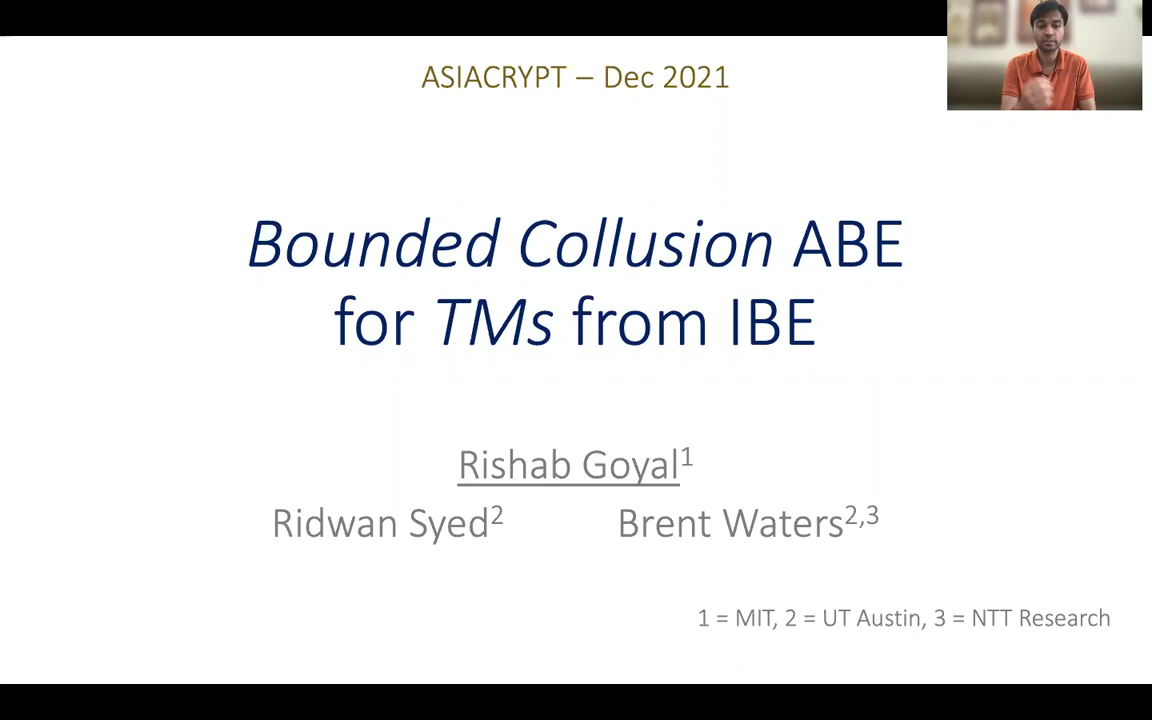 ASIACRYPT – Dec 2021
Bounded Collusion ABE
for TMs from IBE
Rishab Goyal¹
Ridwan Syed² Brent Waters²,³
1 = MIT, 2 = UT Austin, 3 = NTT Research